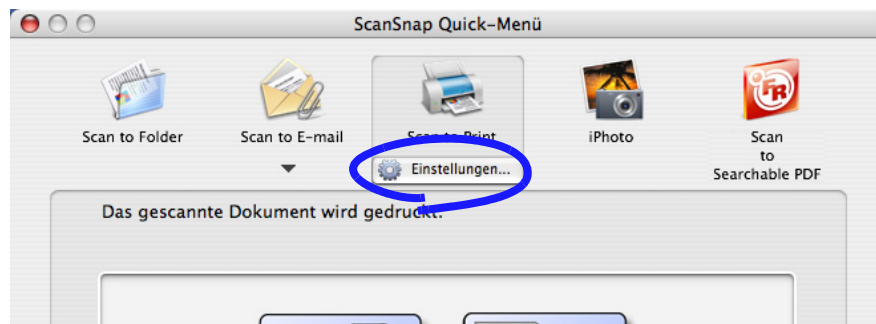 ScanSnap Quick-Menü
Scan to Folder
Scan to E-mail
Scan to Print
iPhoto
Scan
to
Searchable PDF
Einstellungen...
Das gescannte Dokument wird gedruckt.